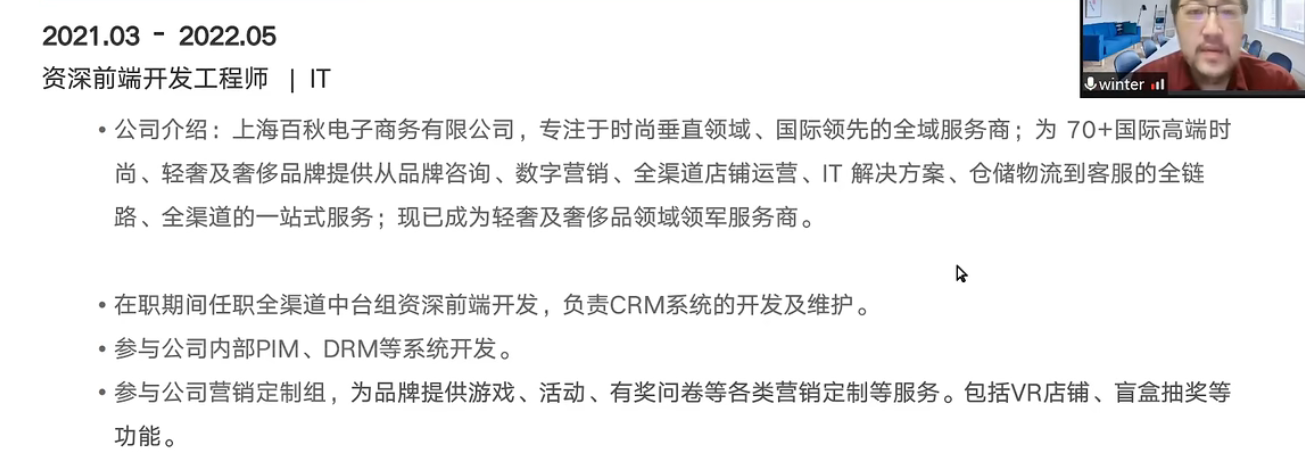 2021.03 - 2022.05
资深前端开发工程师 | IT
winter
• 公司介绍：上海百秋电子商务有限公司，专注于时尚垂直领域、国际领先的全域服务商；为 70+国际高端时
尚、轻奢及奢侈品牌提供从品牌咨询、数字营销、全渠道店铺运营、IT 解决方案、仓储物流到客服的全链
路、全渠道的一站式服务；现已成为轻奢及奢侈品领域领军服务商。
• 在职期间任职全渠道中台组资深前端开发，负责CRM系统的开发及维护。
• 参与公司内部PIM、DRM等系统开发。
• 参与公司营销定制组，为品牌提供游戏、活动、有奖问卷等各类营销定制等服务。包括VR店铺、盲盒抽奖等
功能。